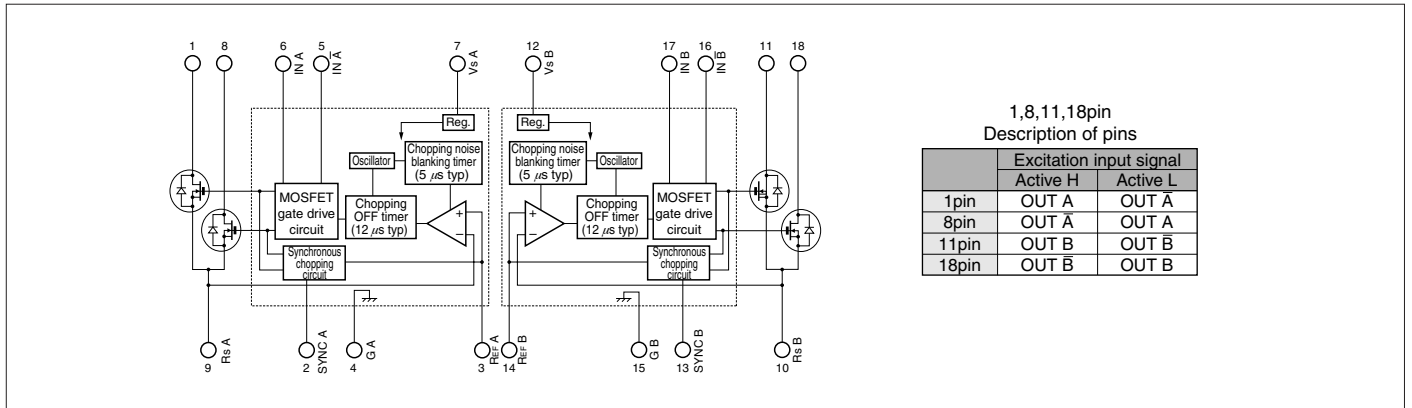 1 8 6 5 7 12 17 16 11 18
IN A
IN A̅
Vs A
Vs B
IN B
IN B̅
Reg.
Reg.
Oscillator
Chopping noise
blanking timer
(5 μs typ)
Chopping noise
blanking timer
(5 μs typ)
Oscillator
MOSFET
gate drive
circuit
Chopping
OFF timer
(12 μs typ)
+
−
+
−
Chopping
OFF timer
(12 μs typ)
MOSFET
gate drive
circuit
Synchronous
chopping
circuit
Synchronous
chopping
circuit
Rs A
SYNC A
G A
REF A
REF B
G B
SYNC B
Rs B
9 2 4 3 14 15 13 10
1,8,11,18pin
Description of pins
Excitation input signal
Active H Active L
1pin OUT A OUT A̅
8pin OUT A̅ OUT A
11pin OUT B OUT B̅
18pin OUT B̅ OUT B